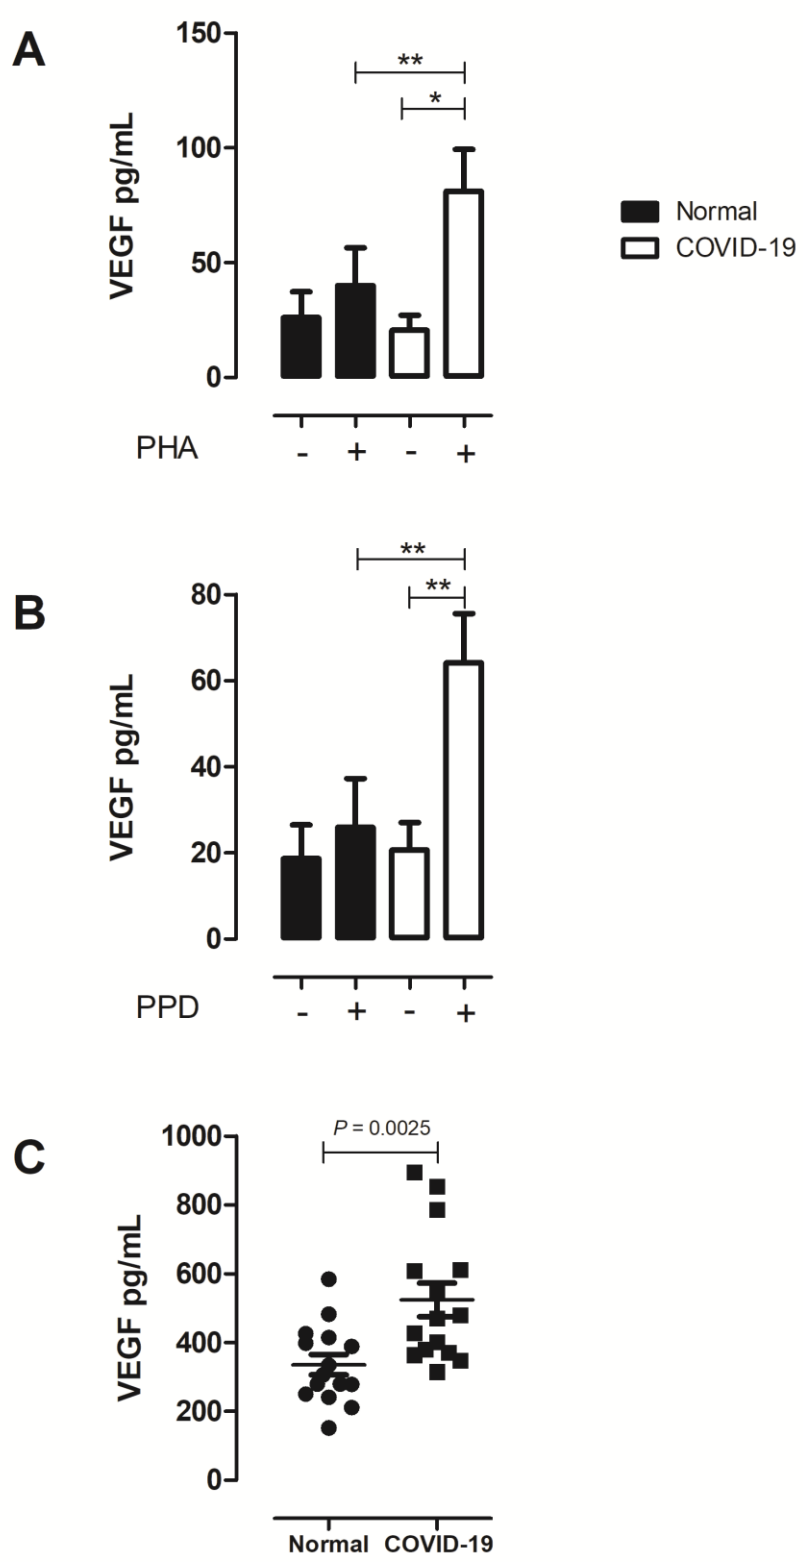 A
VEGF pg/mL
150
100
50
0
**
*
Normal
COVID-19
PHA - + - +
B
VEGF pg/mL
80
60
40
20
0
**
**
PPD - + - +
C
VEGF pg/mL
1000
800
600
400
200
0
P = 0.0025
Normal COVID-19